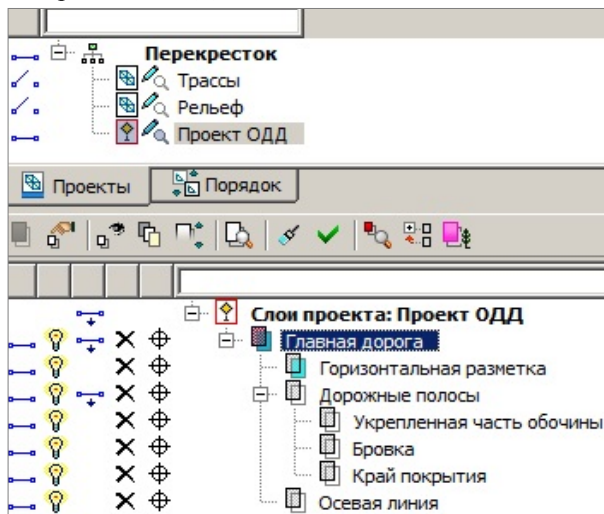 Перекресток
Трассы
Рельеф
Проект ОДД
Проекты Порядок
Слои проекта: Проект ОДД
Главная дорога
Горизонтальная разметка
Дорожные полосы
Укрепленная часть обочины
Бровка
Край покрытия
Осевая линия